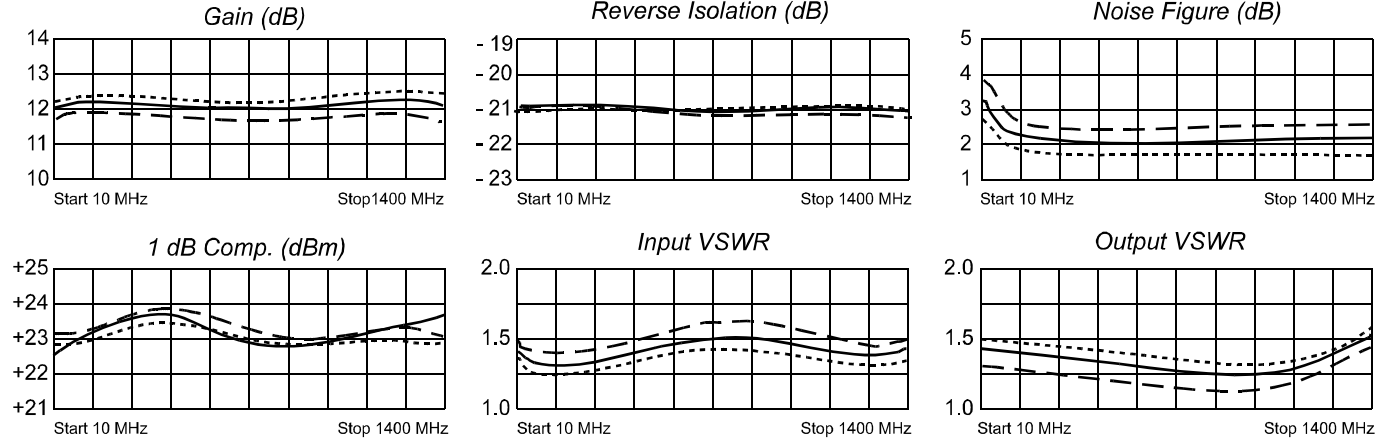 Gain (dB)
14
13
12
11
10
Start 10 MHz
Stop1400 MHz
Reverse Isolation (dB)
- 19
- 20
- 21
- 22
- 23
Start 10 MHz
Stop 1400 MHz
Noise Figure (dB)
5
4
3
2
1
Start 10 MHz
Stop 1400 MHz
1 dB Comp. (dBm)
+25
+24
+23
+22
+21
Start 10 MHz
Stop 1400 MHz
Input VSWR
2.0
1.5
1.0
Start 10 MHz
Stop 1400 MHz
Output VSWR
2.0
1.5
1.0
Start 10 MHz
Stop 1400 MHz